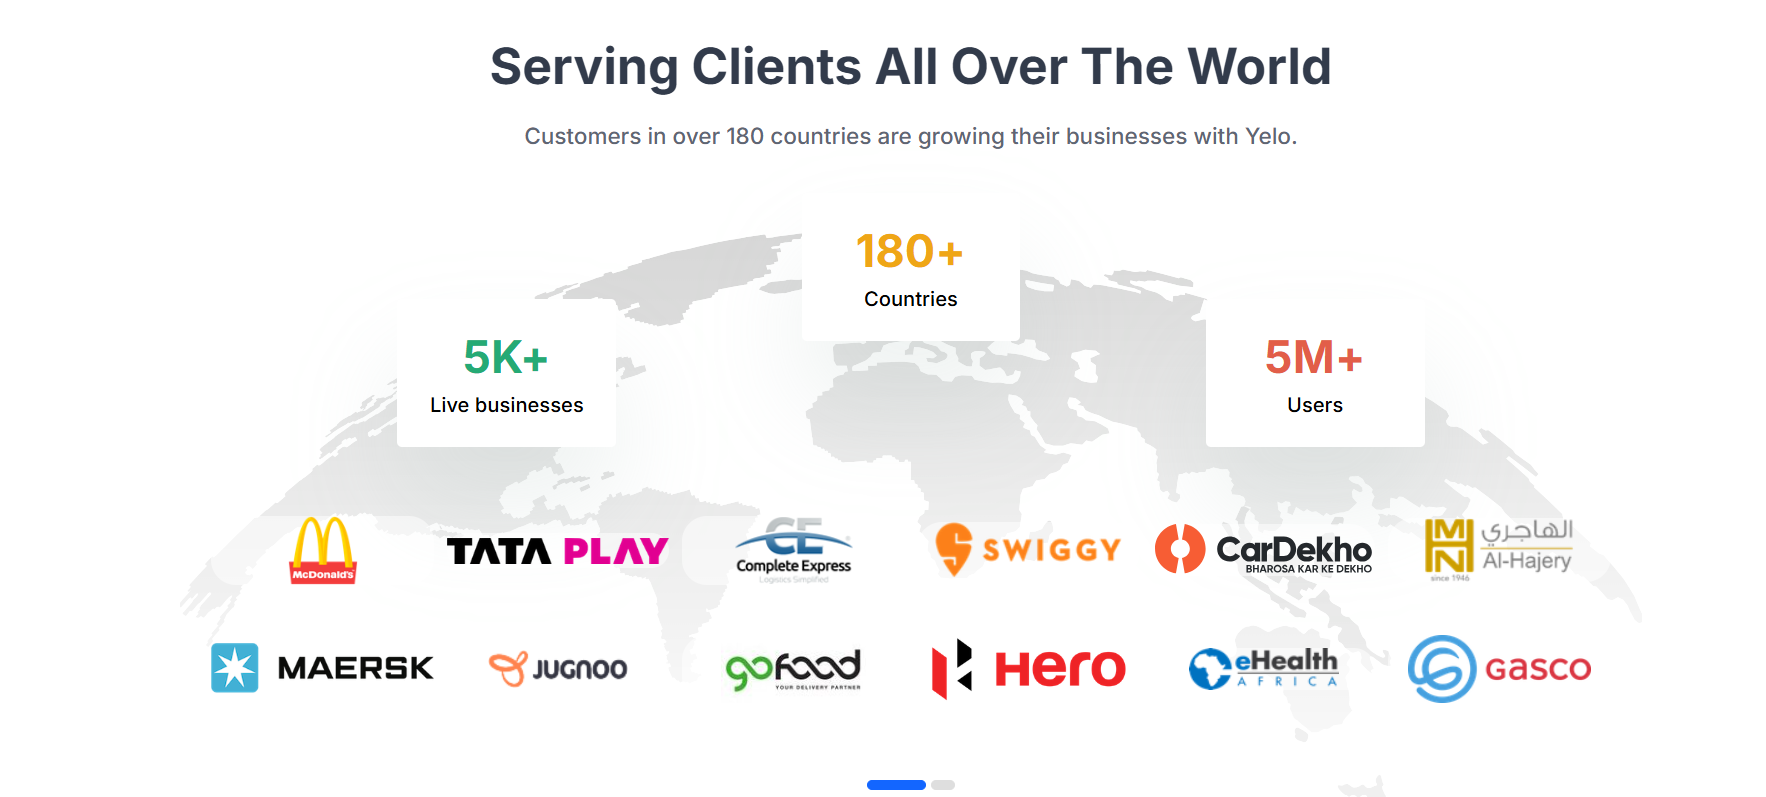 Serving Clients All Over The World
Customers in over 180 countries are growing their businesses with Yelo.
180+
Countries
5K+
Live businesses
5M+
Users
McDonald's
TATA PLAY
CE
Complete Express
Logistics Simplified
SWIGGY
CarDekho
BHAROSA KAR KE DEKHO
since 1946
الهاجري
Al-Hajery
MAERSK
JUGNOO
gofood
YOUR DELIVERY PARTNER
Hero
eHealth
AFRICA
GASCO